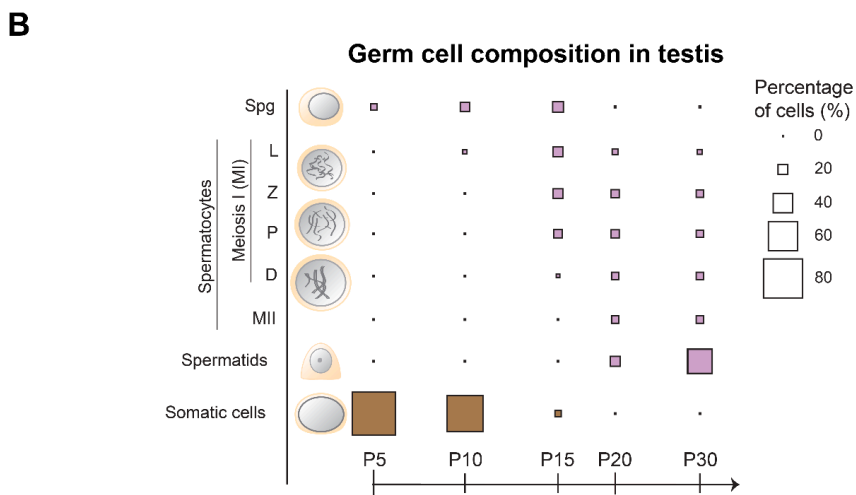 B
Germ cell composition in testis
Percentage
of cells (%)
0
20
40
60
80
Spg
L
Z
P
D
MII
Spermatids
Somatic cells
Spermatocytes
Meiosis I (MI)
P5 P10 P15 P20 P30